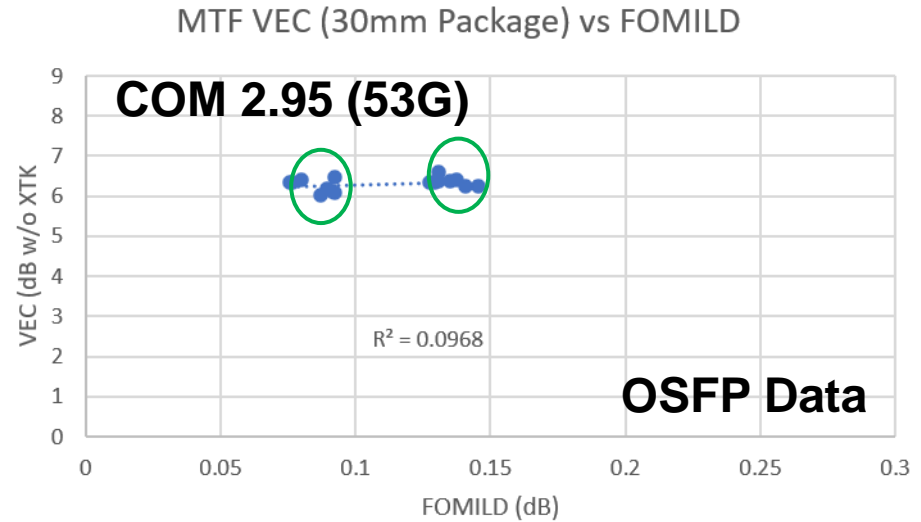 MTF VEC (30mm Package) vs FOMILD
COM 2.95 (53G)
9
8
7
6
5
4
3
2
1
0
VEC (dB w/o XTK
R² = 0.0968
OSFP Data
0 0.05 0.1 0.15 0.2 0.25 0.3
FOMILD (dB)